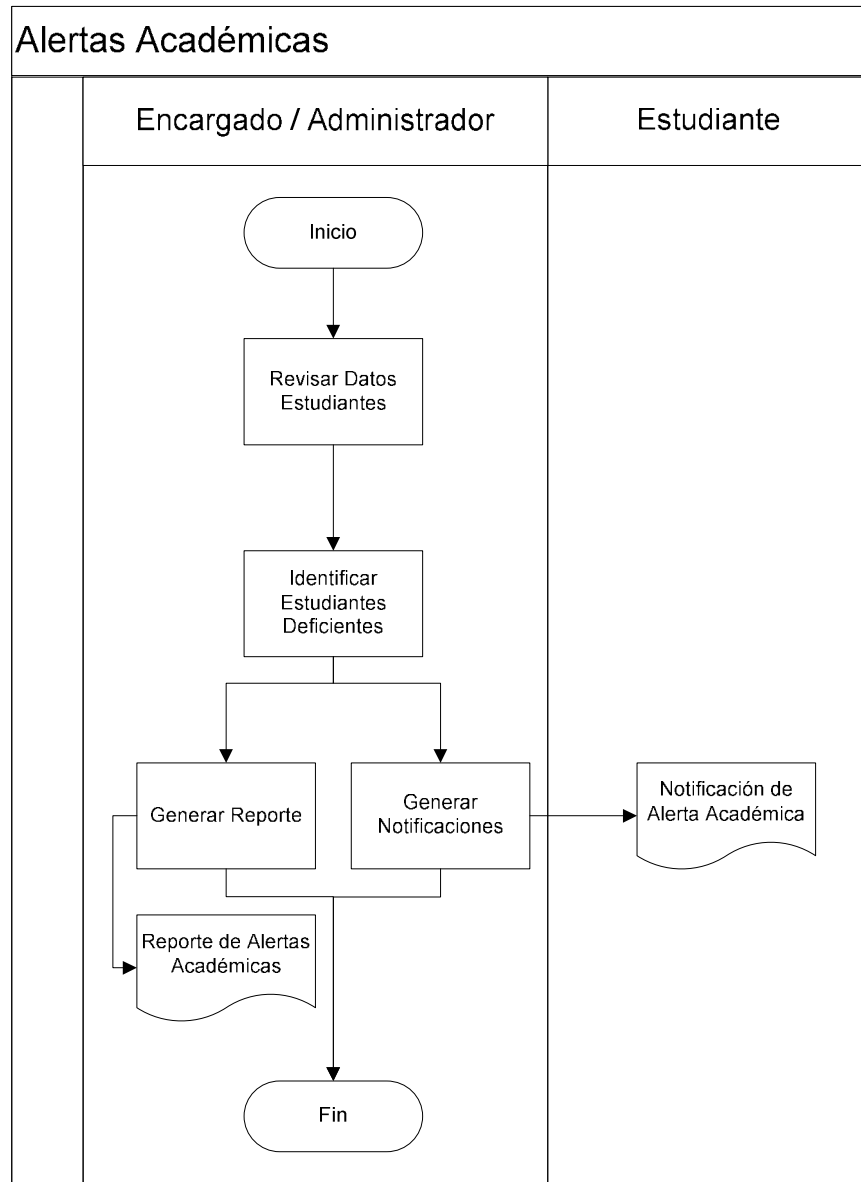 Alertas Académicas
Encargado / Administrador
Estudiante
Inicio
Revisar Datos
Estudiantes
Identificar
Estudiantes
Deficientes
Generar Reporte
Generar
Notificaciones
Notificación de
Alerta Académica
Reporte de Alertas
Académicas
Fin